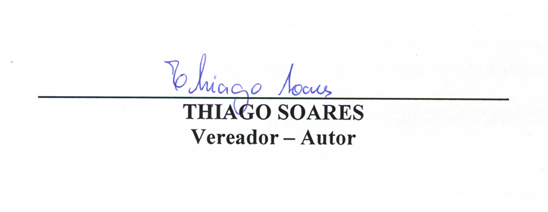 Thiago Soares
THIAGO SOARES
Vereador – Autor